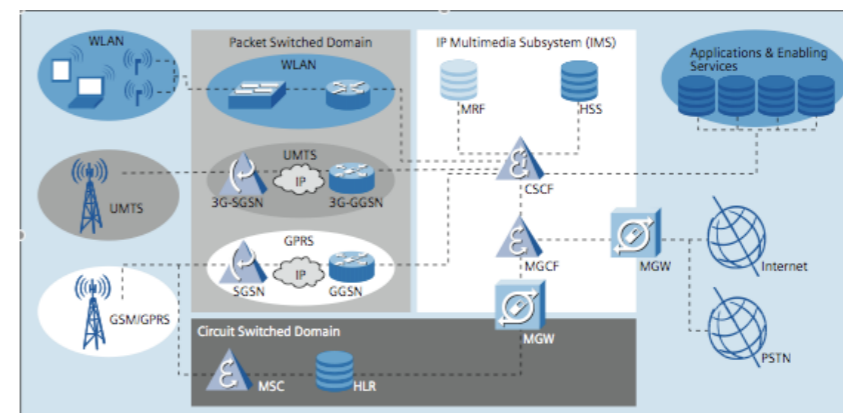 WLAN
Packet Switched Domain
WLAN
IP Multimedia Subsystem (IMS)
MRF
HSS
Applications & Enabling
Services
UMTS
UMTS
IP
3G-SGSN
3G-GGSN
CSCF
GPRS
IP
SGSN
GGSN
MGCF
MGW
Internet
GSM/GPRS
Circuit Switched Domain
MGW
PSTN
MSC
HLR